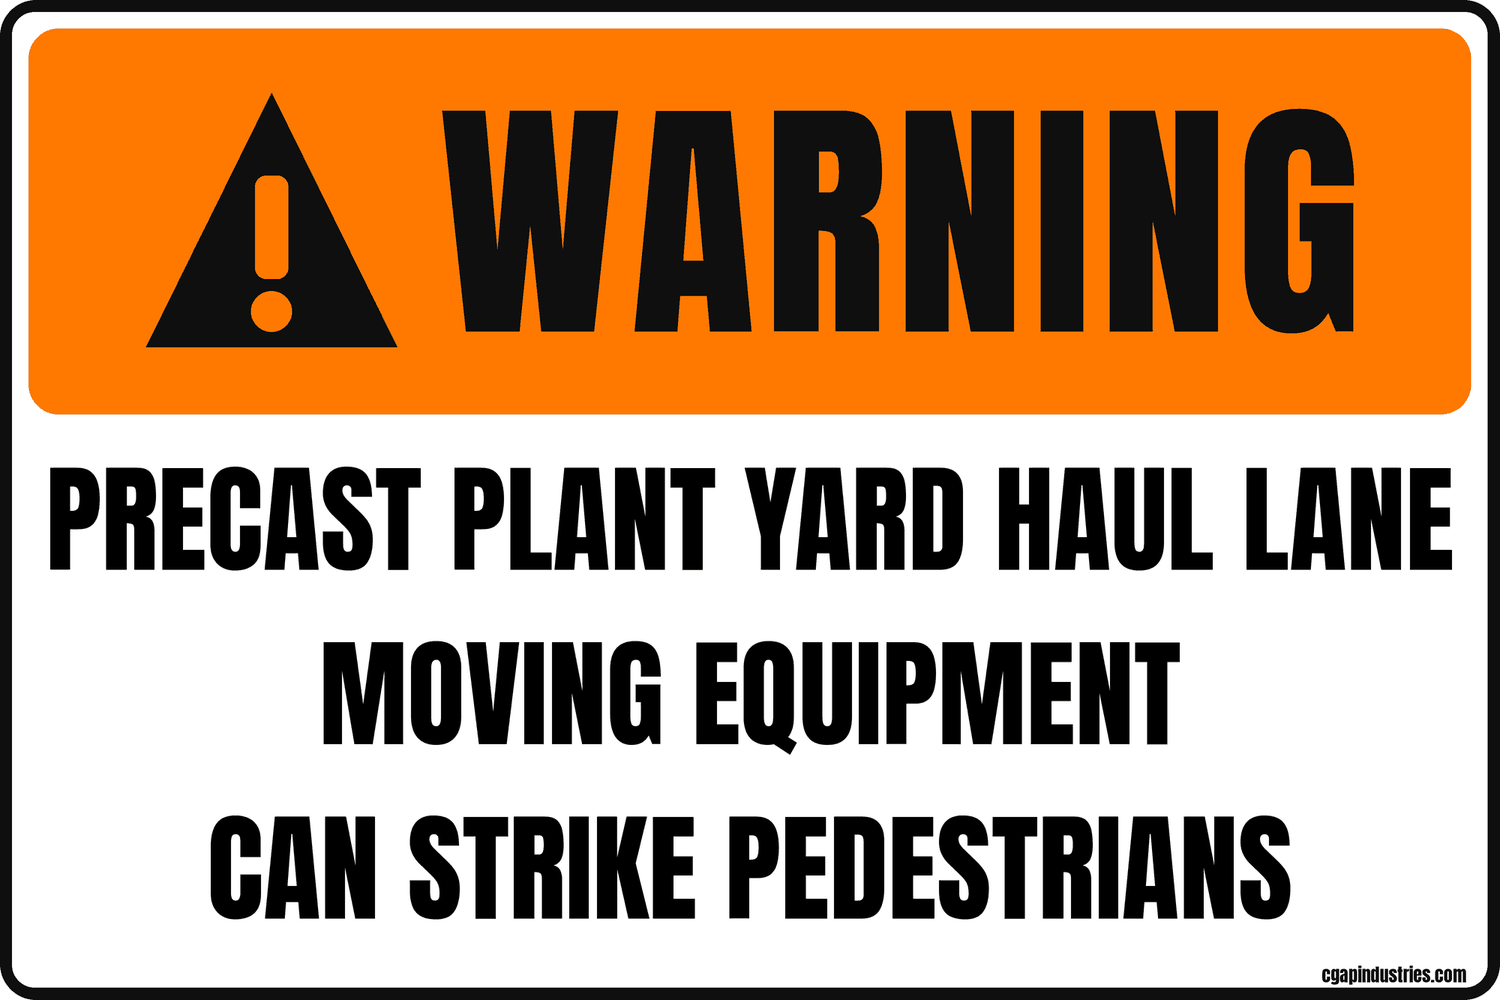 WARNING
PRECAST PLANT YARD HAUL LANE
MOVING EQUIPMENT
CAN STRIKE PEDESTRIANS
cgapindustries.com